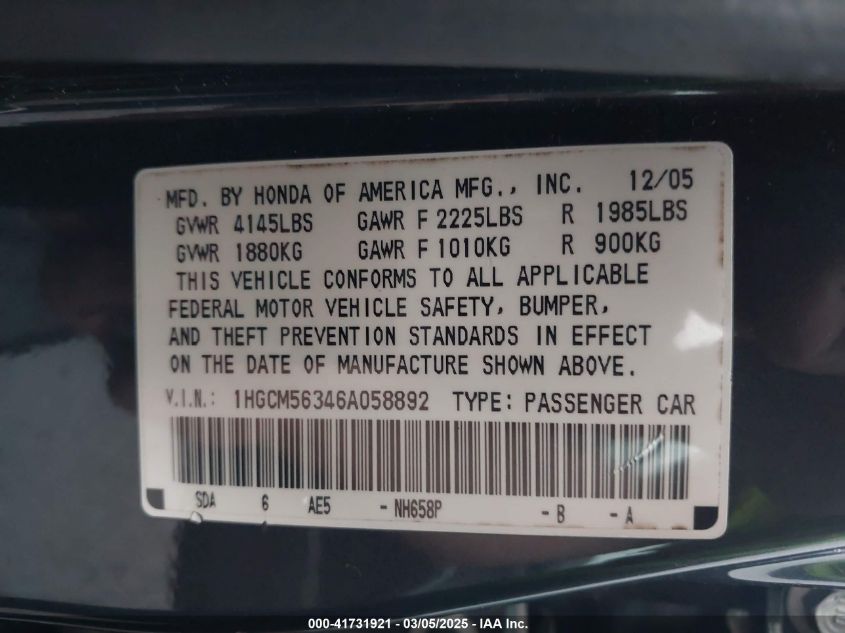 MFD. BY HONDA OF AMERICA MFG., INC. 12/05
GVWR 4145LBS GAWR F 2225LBS R 1985LBS
GVWR 1880KG GAWR F 1010KG R 900KG
THIS VEHICLE CONFORMS TO ALL APPLICABLE
FEDERAL MOTOR VEHICLE SAFETY, BUMPER,
AND THEFT PREVENTION STANDARDS IN EFFECT
ON THE DATE OF MANUFACTURE SHOWN ABOVE.
V.I.N.: 1HGCM56346A058892 TYPE: PASSENGER CAR
SDA 6 AE5 - NH658P - B - A
000-41731921 - 03/05/2025 - IAA Inc.